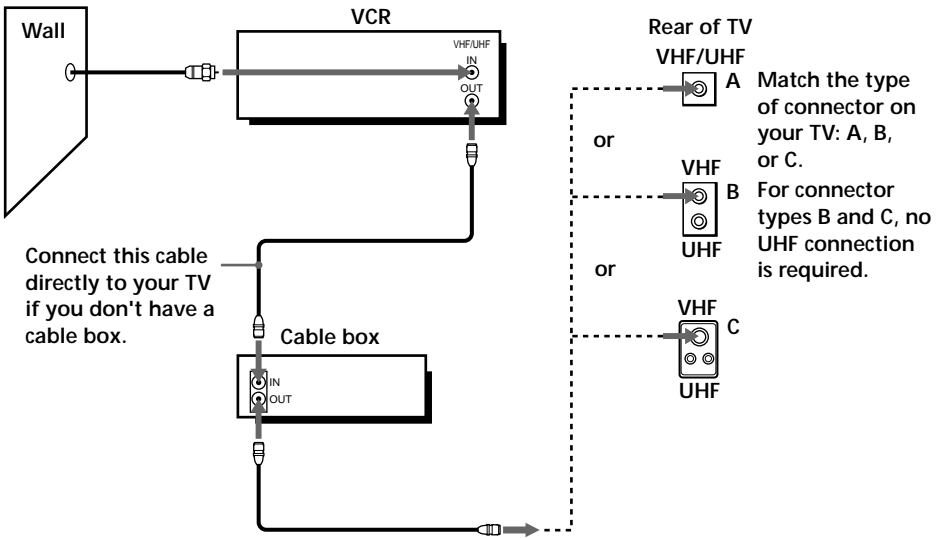 Wall
VCR
VHF/UHF
IN
OUT
Rear of TV
VHF/UHF
A
Match the type
of connector on
your TV: A, B,
or C.
or
VHF
B
UHF
For connector
types B and C, no
UHF connection
is required.
or
VHF
C
UHF
Connect this cable
directly to your TV
if you don't have a
cable box.
Cable box
IN
OUT